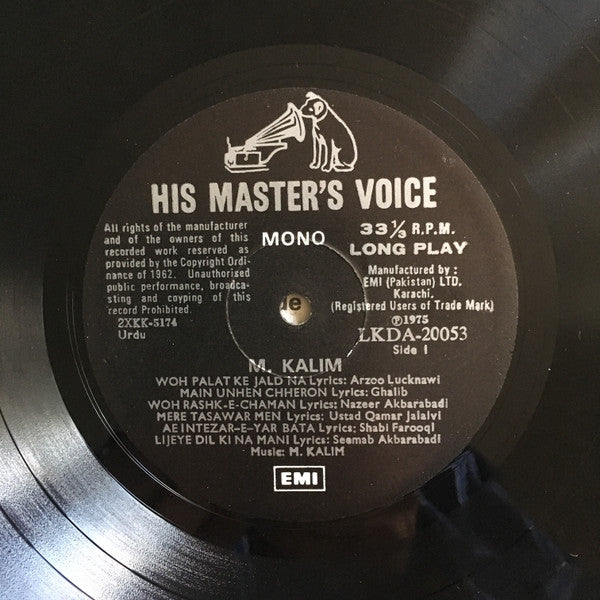 HIS MASTER'S VOICE
All rights of the manufacturer
and of the owners of this
recorded work reserved as
provided by the Copyright Ordi-
nance of 1962. Unauthorised
public performance, broadca-
sting and copying of this
record Prohibited.
2XKK-5174
Urdu
MONO
33 1/3 R.P.M.
LONG PLAY
Manufactured by :
EMI (Pakistan) LTD.
Karachi.
(Registered Users of Trade Mark)
℗1975
LKDA-20053
Side I
M. KALIM
WOH PALAT KE JALD NA Lyrics: Arzoo Lucknawi
MAIN UNHEN CHHERON Lyrics: Ghalib
WOH RASHK-E-CHAMAN Lyrics: Nazeer Akbarabadi
MERE TASAWAR MEN Lyrics: Ustad Qamar Jalalvi
AE INTEZAR-E-YAR BATA Lyrics; Shabi Farooqi
LIJEYE DIL KI NA MANI Lyrics: Seemab Akbarabadi
Music: M. KALIM
EMI